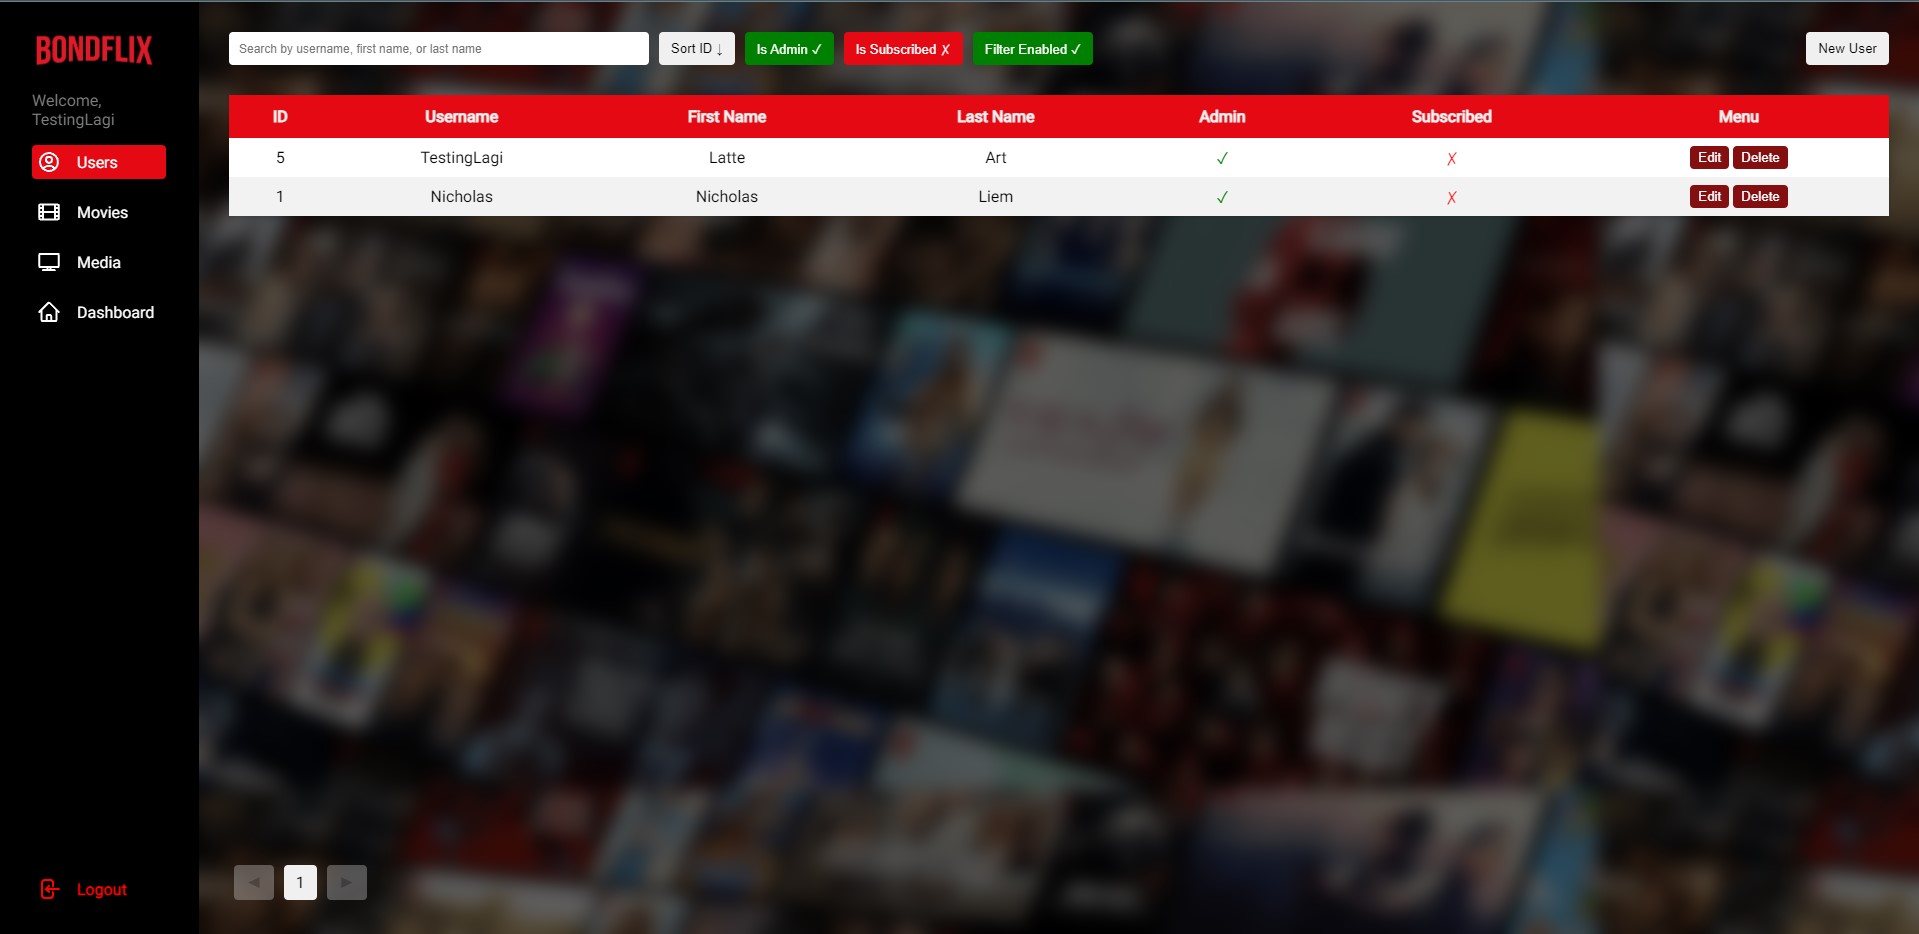 BONDFLIX
Welcome,
TestingLagi
Users
Movies
Media
Dashboard
Logout
Search by username, first name, or last name
Sort ID ↓
Is Admin ✓
Is Subscribed ✗
Filter Enabled ✓
New User
ID Username First Name Last Name Admin Subscribed Menu
5 TestingLagi Latte Art ✓ ✗ Edit Delete
1 Nicholas Nicholas Liem ✓ ✗ Edit Delete
◄ 1 ►